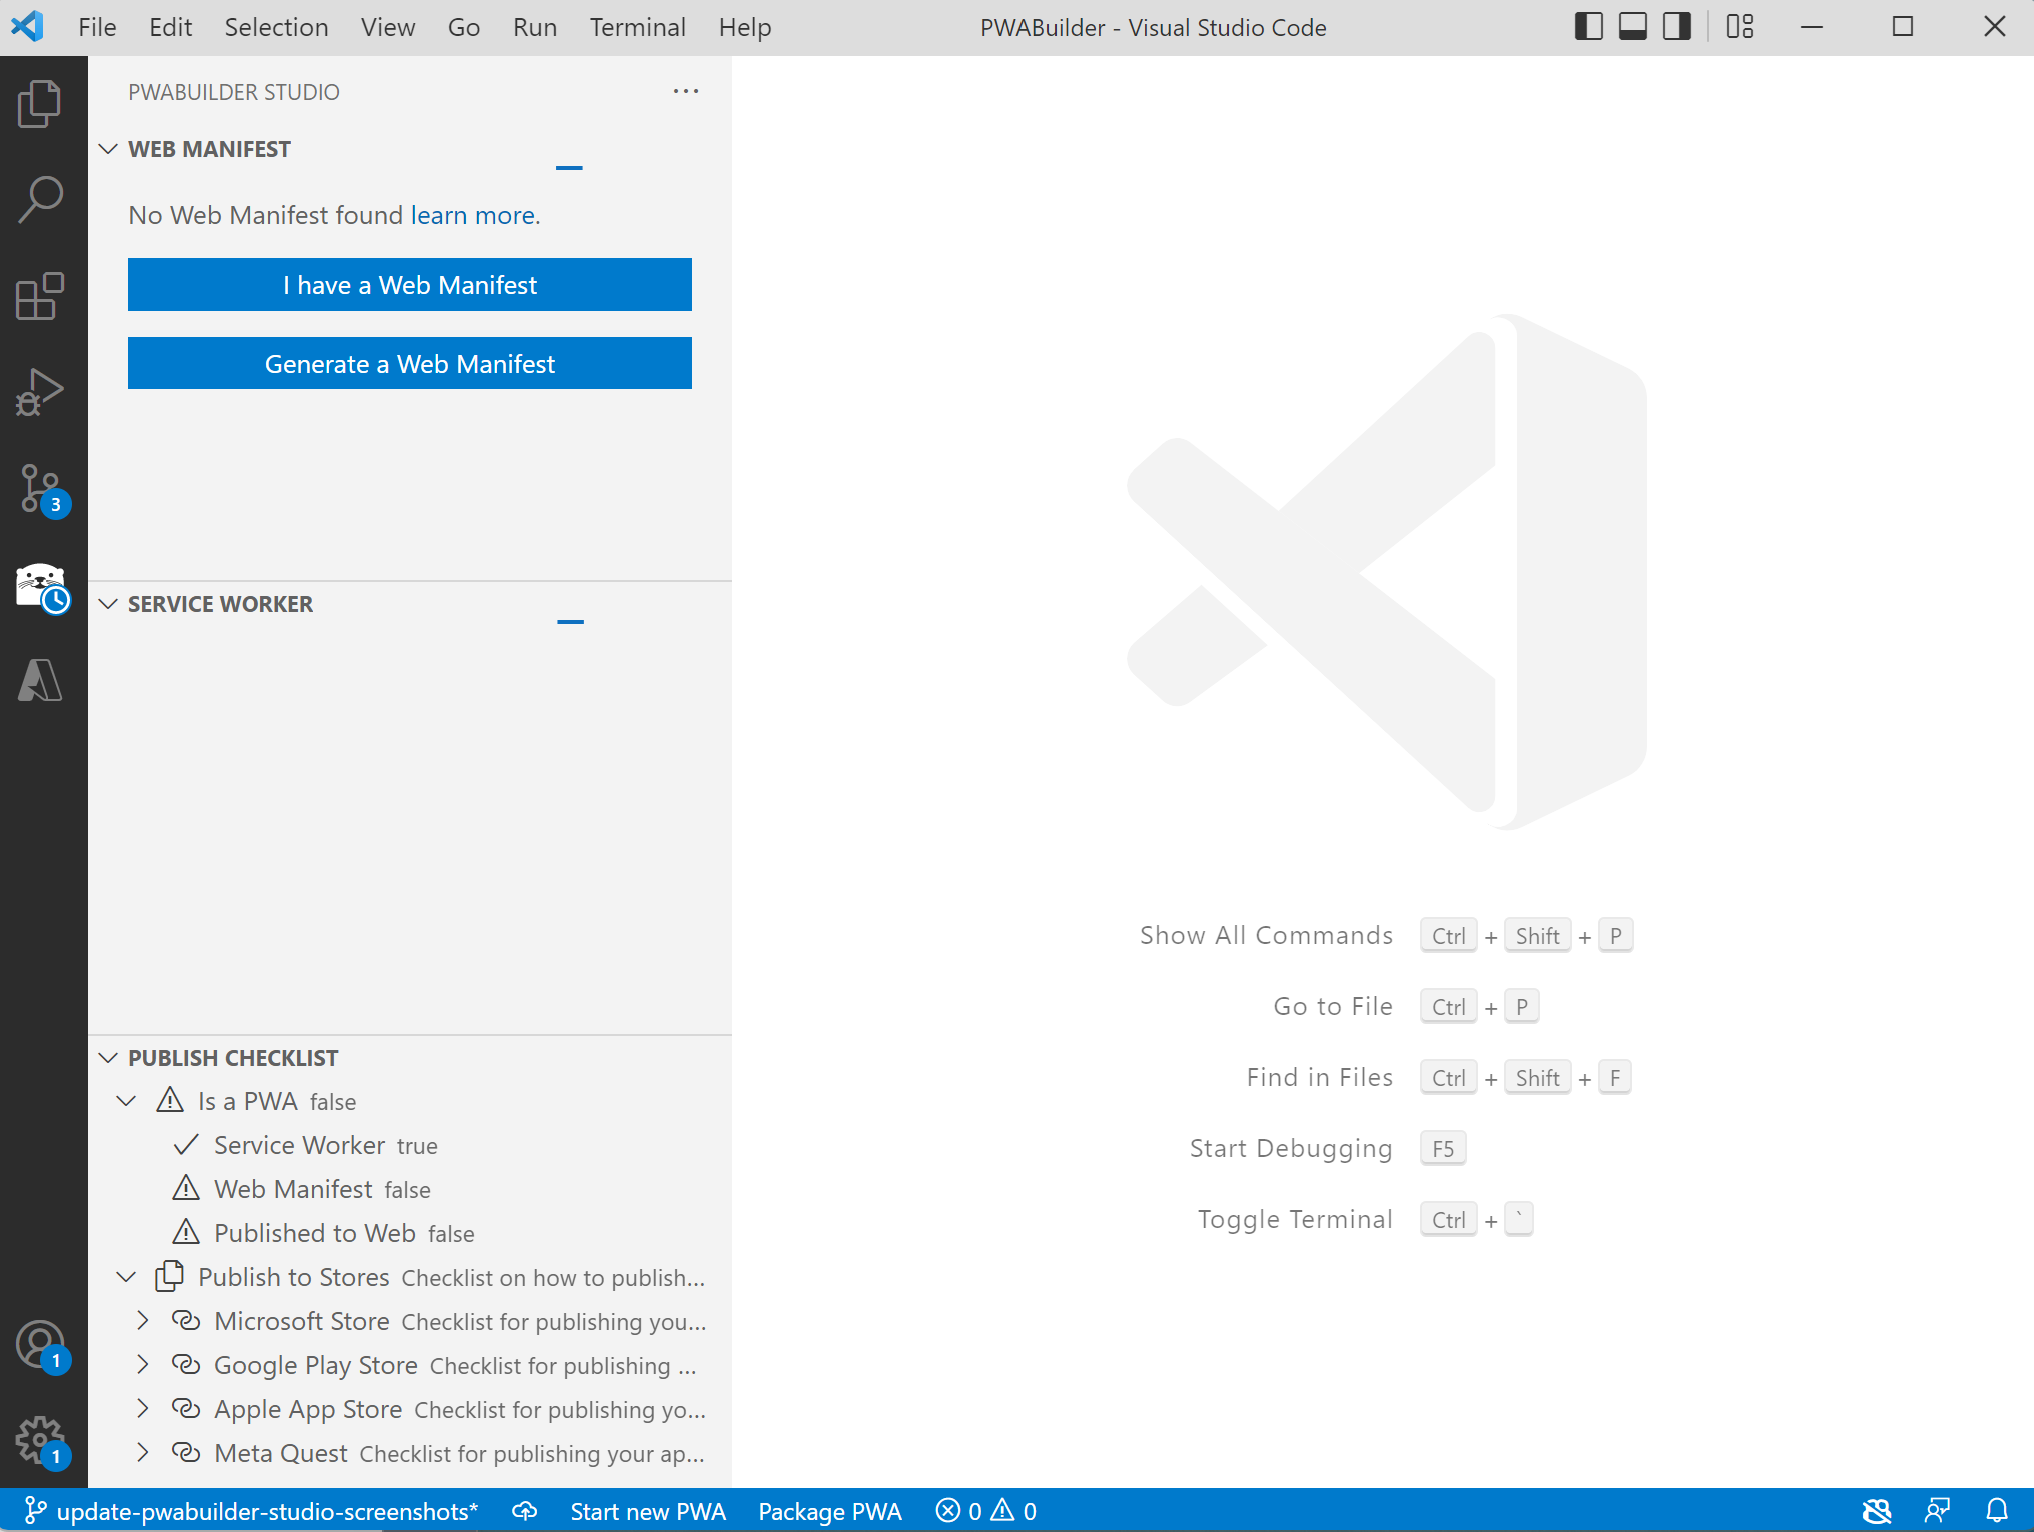 File Edit Selection View Go Run Terminal Help PWABuilder - Visual Studio Code
PWABUILDER STUDIO
WEB MANIFEST
No Web Manifest found learn more.
I have a Web Manifest
Generate a Web Manifest
3
SERVICE WORKER
PUBLISH CHECKLIST
Is a PWA false
Service Worker true
Web Manifest false
Published to Web false
Publish to Stores Checklist on how to publish...
Microsoft Store Checklist for publishing you...
Google Play Store Checklist for publishing ...
Apple App Store Checklist for publishing yo...
Meta Quest Checklist for publishing your ap...
1
1
Show All Commands Ctrl + Shift + P
Go to File Ctrl + P
Find in Files Ctrl + Shift + F
Start Debugging F5
Toggle Terminal Ctrl + `
update-pwabuilder-studio-screenshots* Start new PWA Package PWA 0 0